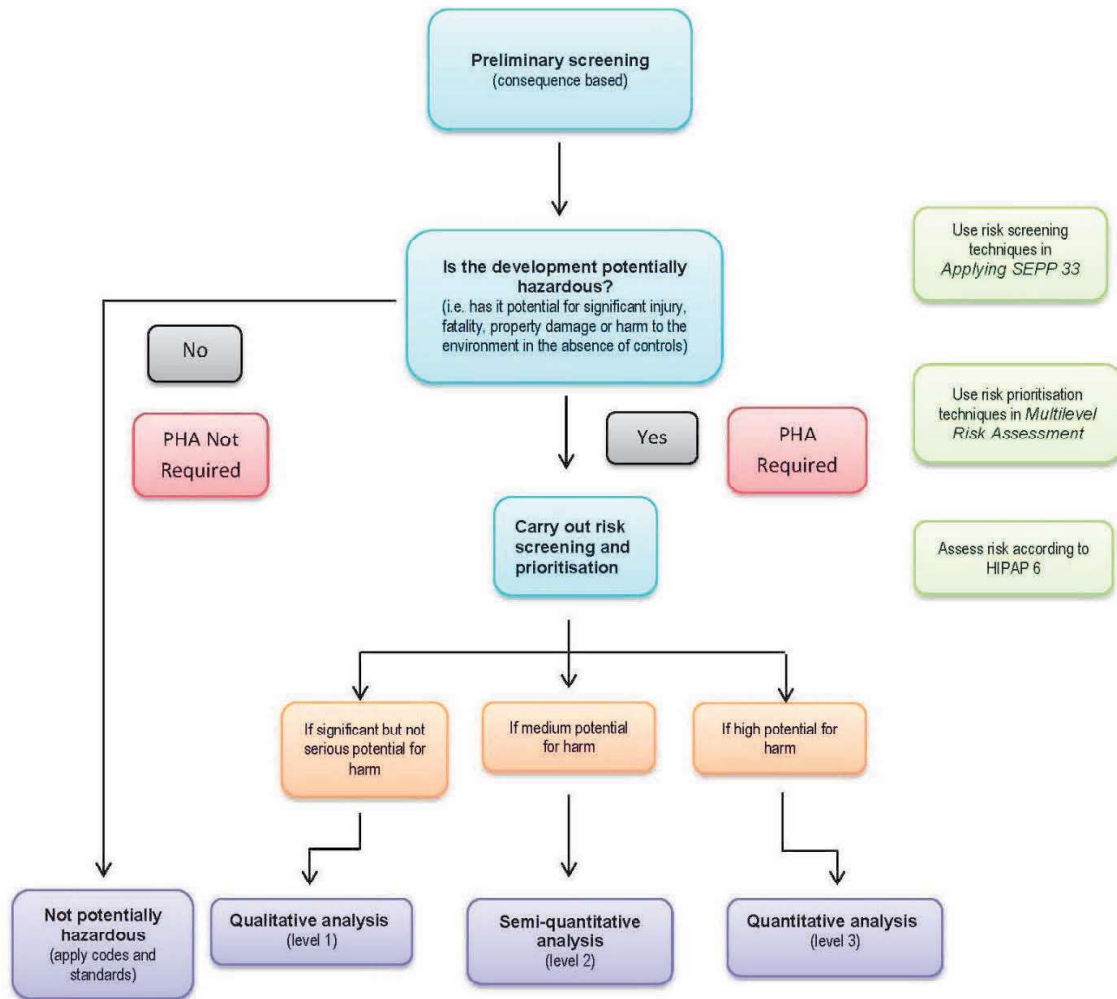 Preliminary screening
(consequence based)
Is the development potentially
hazardous?
(i.e. has it potential for significant injury,
fatality, property damage or harm to the
environment in the absence of controls)
Use risk screening
techniques in
Applying SEPP 33
No
PHA Not
Required
Yes
PHA
Required
Use risk prioritisation
techniques in Multilevel
Risk Assessment
Carry out risk
screening and
prioritisation
Assess risk according to
HIPAP 6
If significant but not
serious potential for
harm
If medium potential
for harm
If high potential for
harm
Not potentially
hazardous
(apply codes and
standards)
Qualitative analysis
(level 1)
Semi-quantitative
analysis
(level 2)
Quantitative analysis
(level 3)